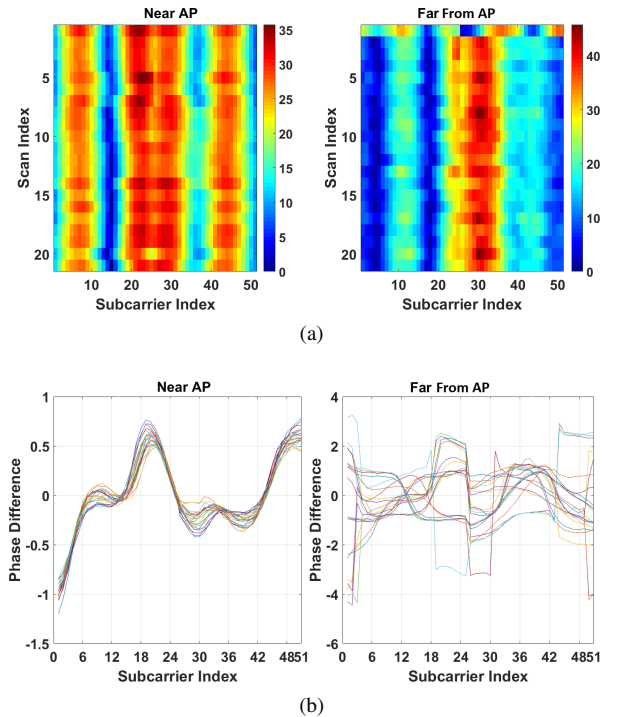 Near AP
Far From AP
5
10
15
20
Scan Index
10 20 30 40 50
Subcarrier Index
35
30
25
20
15
10
5
0
5
10
15
20
Scan Index
10 20 30 40 50
Subcarrier Index
40
30
20
10
0
(a)
Near AP
Far From AP
1
0.5
0
-0.5
-1
-1.5
Phase Difference
0 6 12 18 24 30 36 42 4851
Subcarrier Index
4
2
0
-2
-4
-6
Phase Difference
0 6 12 18 24 30 36 42 4851
Subcarrier Index
(b)